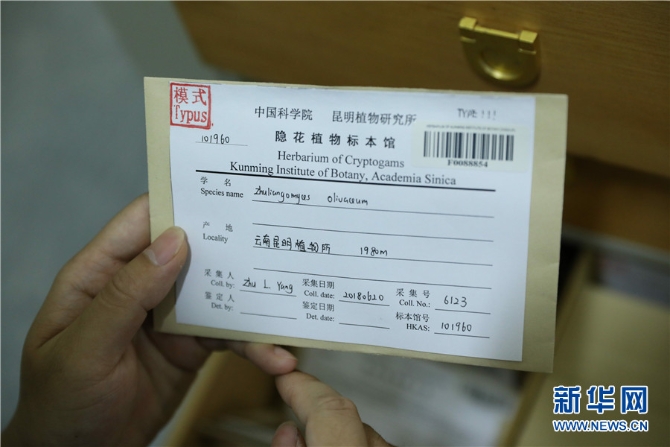 模式
Typus
中国科学院 昆明植物研究所 TYPE!!!
101960
隐花植物标本馆
Herbarium of Cryptogams
F0088854
Kunming Institute of Botany, Academia Sinica
学 名
Species name Zhuliangomyces olivaceum
产 地
Locality 云南昆明植物所 1980m
采 集 人 采集日期 采 集 号
Coll. by: Zhu L. Yang Coll. date: 20180620 Coll. No.: 6123
鉴 定 人 鉴定日期 标本馆号
Det. by: Det. date: HKAS: 101960
新华网
WWW.NEWS.CN